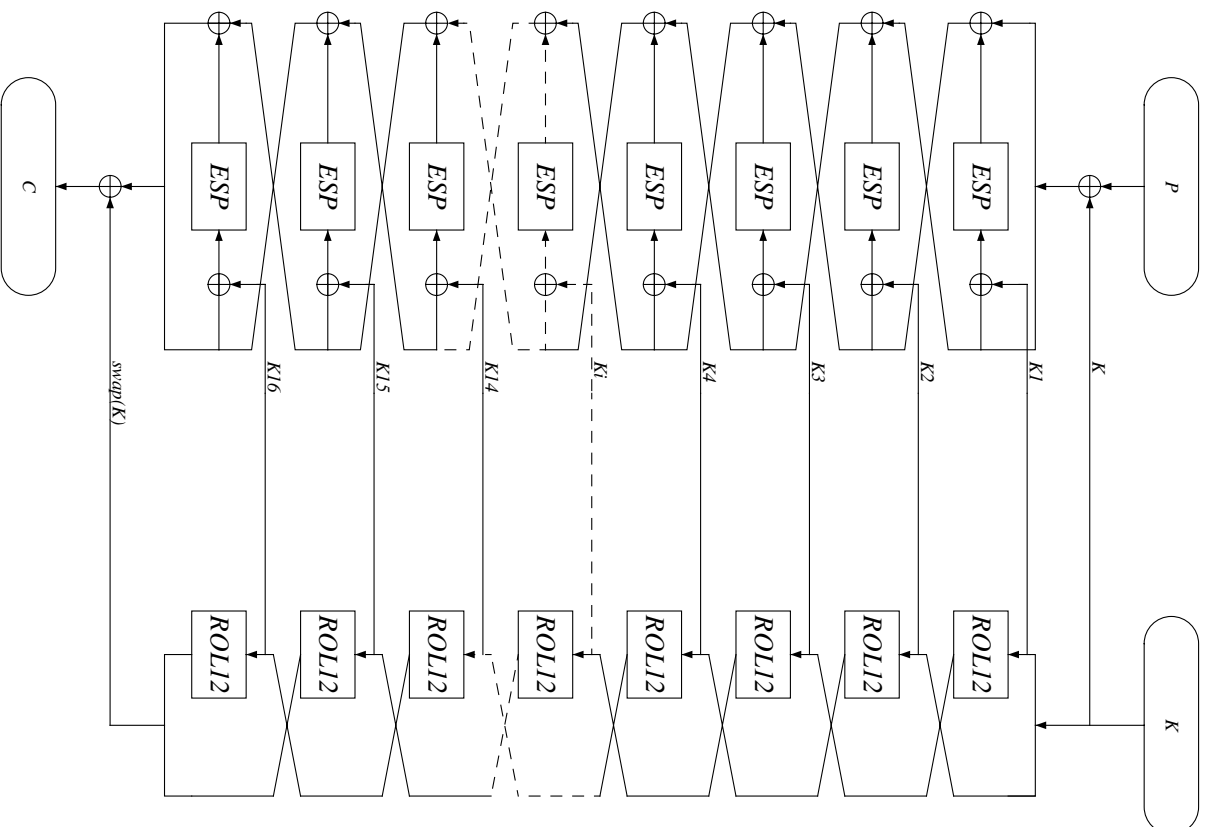 P
K
K
K1
ESP
ROL12
K2
ESP
ROL12
K3
ESP
ROL12
K4
ESP
ROL12
Ki
ESP
ROL12
K14
ESP
ROL12
K15
ESP
ROL12
K16
ESP
ROL12
swap(K)
C